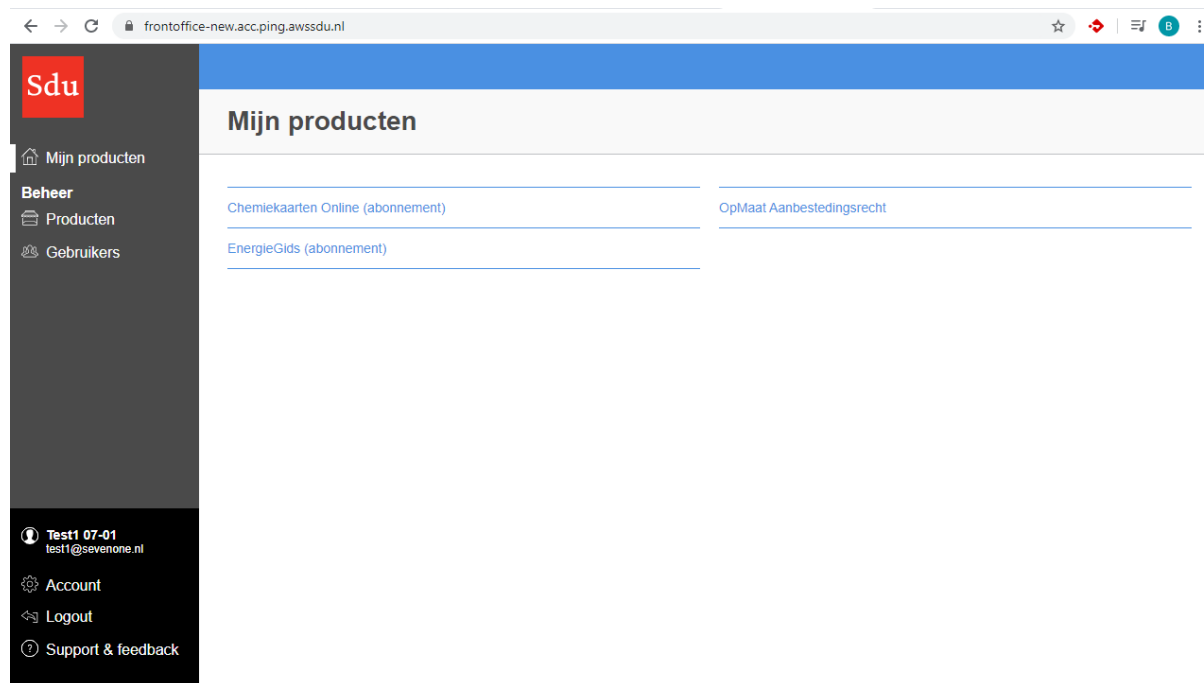 frontoffice-new.acc.ping.awssdu.nl
B
Sdu
Mijn producten
Mijn producten
Beheer
Producten
Gebruikers
Chemiekaarten Online (abonnement)
OpMaat Aanbestedingsrecht
EnergieGids (abonnement)
Test1 07-01
test1@sevenone.nl
Account
Logout
? Support & feedback